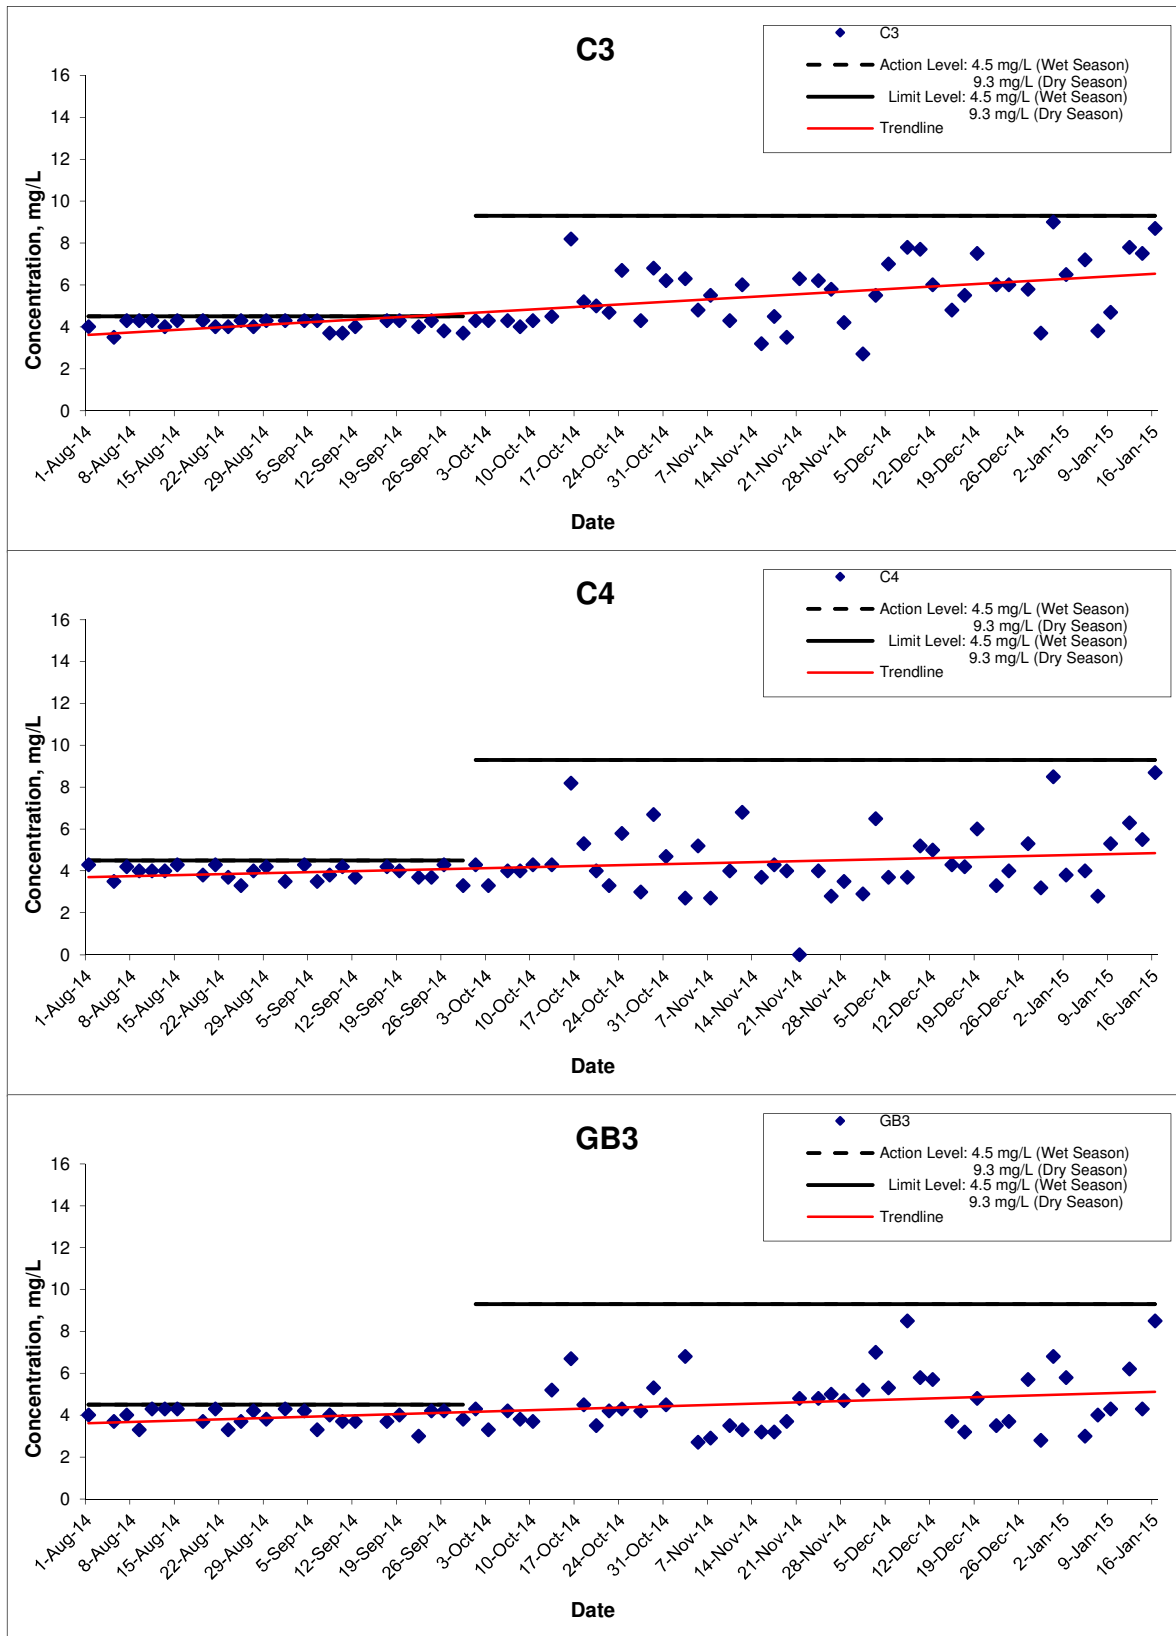 C3
C3
Action Level: 4.5 mg/L (Wet Season)
9.3 mg/L (Dry Season)
Limit Level: 4.5 mg/L (Wet Season)
9.3 mg/L (Dry Season)
Trendline
Concentration, mg/L
16
14
12
10
8
6
4
2
0
1-Aug-14
8-Aug-14
15-Aug-14
22-Aug-14
29-Aug-14
5-Sep-14
12-Sep-14
19-Sep-14
26-Sep-14
3-Oct-14
10-Oct-14
17-Oct-14
24-Oct-14
31-Oct-14
7-Nov-14
14-Nov-14
21-Nov-14
28-Nov-14
5-Dec-14
12-Dec-14
19-Dec-14
26-Dec-14
2-Jan-15
9-Jan-15
16-Jan-15
Date
C4
C4
Action Level: 4.5 mg/L (Wet Season)
9.3 mg/L (Dry Season)
Limit Level: 4.5 mg/L (Wet Season)
9.3 mg/L (Dry Season)
Trendline
Concentration, mg/L
16
14
12
10
8
6
4
2
0
1-Aug-14
8-Aug-14
15-Aug-14
22-Aug-14
29-Aug-14
5-Sep-14
12-Sep-14
19-Sep-14
26-Sep-14
3-Oct-14
10-Oct-14
17-Oct-14
24-Oct-14
31-Oct-14
7-Nov-14
14-Nov-14
21-Nov-14
28-Nov-14
5-Dec-14
12-Dec-14
19-Dec-14
26-Dec-14
2-Jan-15
9-Jan-15
16-Jan-15
Date
GB3
GB3
Action Level: 4.5 mg/L (Wet Season)
9.3 mg/L (Dry Season)
Limit Level: 4.5 mg/L (Wet Season)
9.3 mg/L (Dry Season)
Trendline
Concentration, mg/L
16
14
12
10
8
6
4
2
0
1-Aug-14
8-Aug-14
15-Aug-14
22-Aug-14
29-Aug-14
5-Sep-14
12-Sep-14
19-Sep-14
26-Sep-14
3-Oct-14
10-Oct-14
17-Oct-14
24-Oct-14
31-Oct-14
7-Nov-14
14-Nov-14
21-Nov-14
28-Nov-14
5-Dec-14
12-Dec-14
19-Dec-14
26-Dec-14
2-Jan-15
9-Jan-15
16-Jan-15
Date